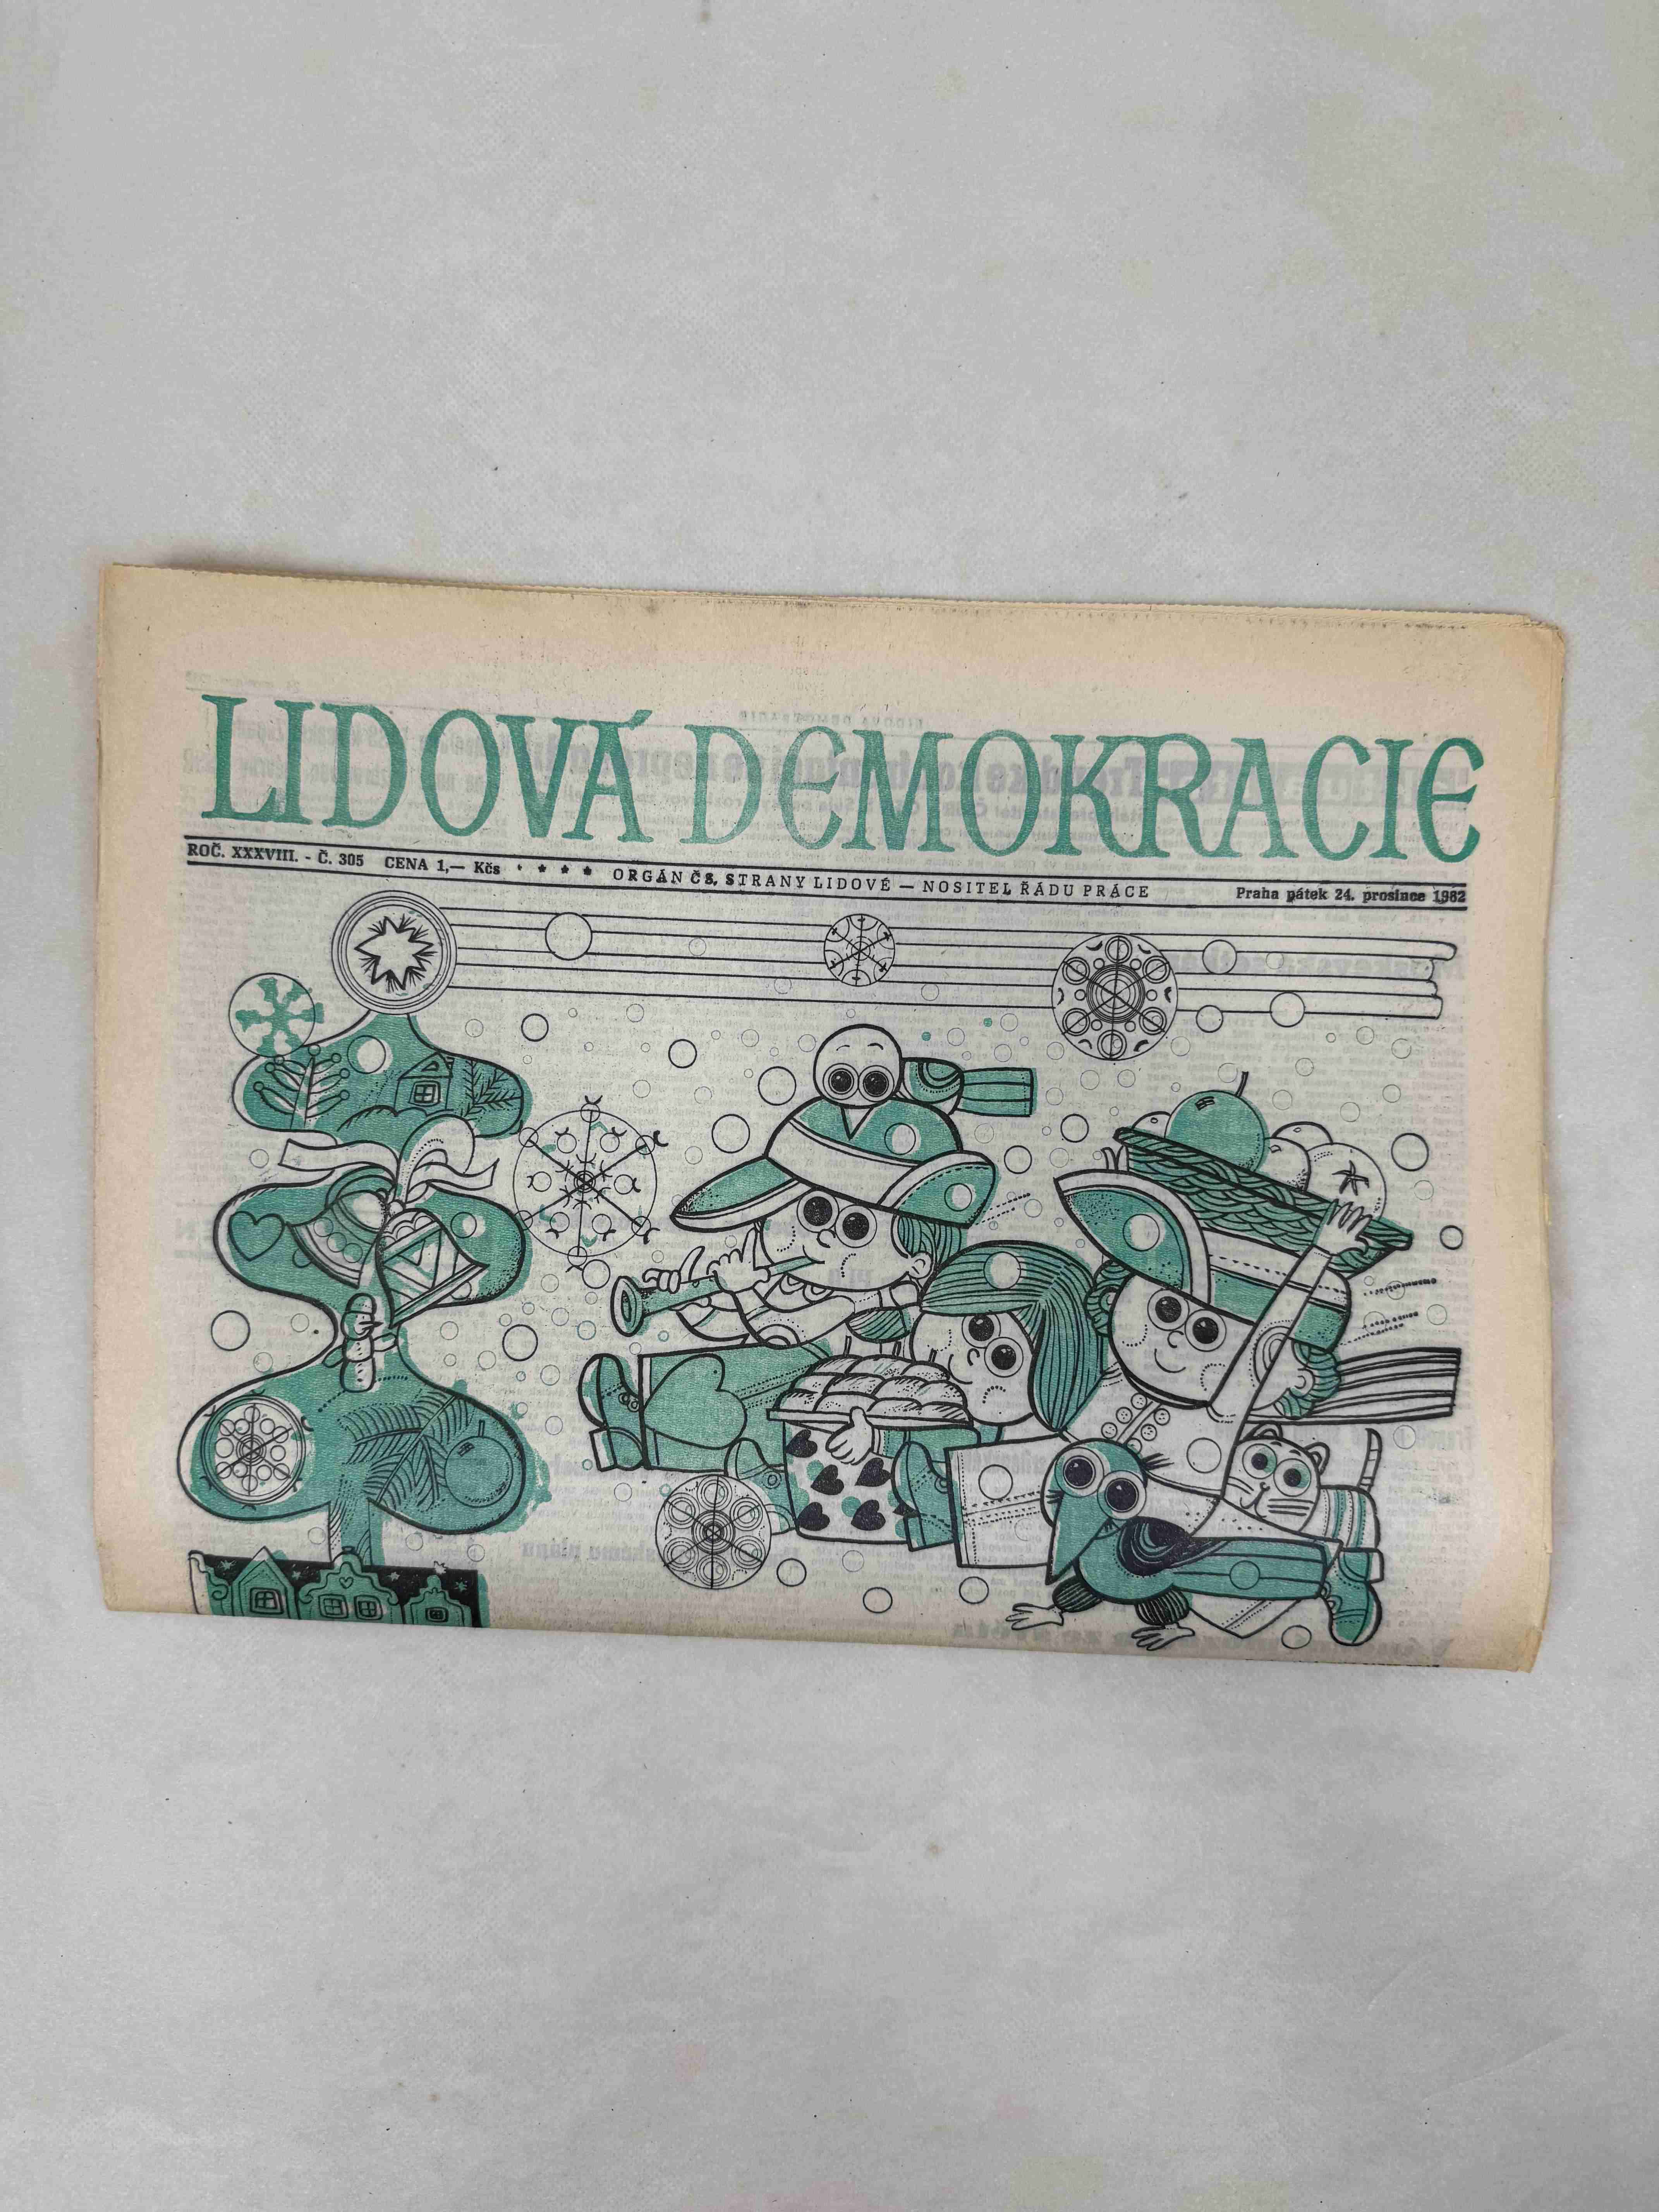 LIDOVÁ DEMOKRACIE
ROČ. XXXVIII. - Č. 305 CENA 1,— Kčs * * * * ORGÁN ČS. STRANY LIDOVÉ — NOSITEL ŘÁDU PRÁCE Praha pátek 24. prosince 1982